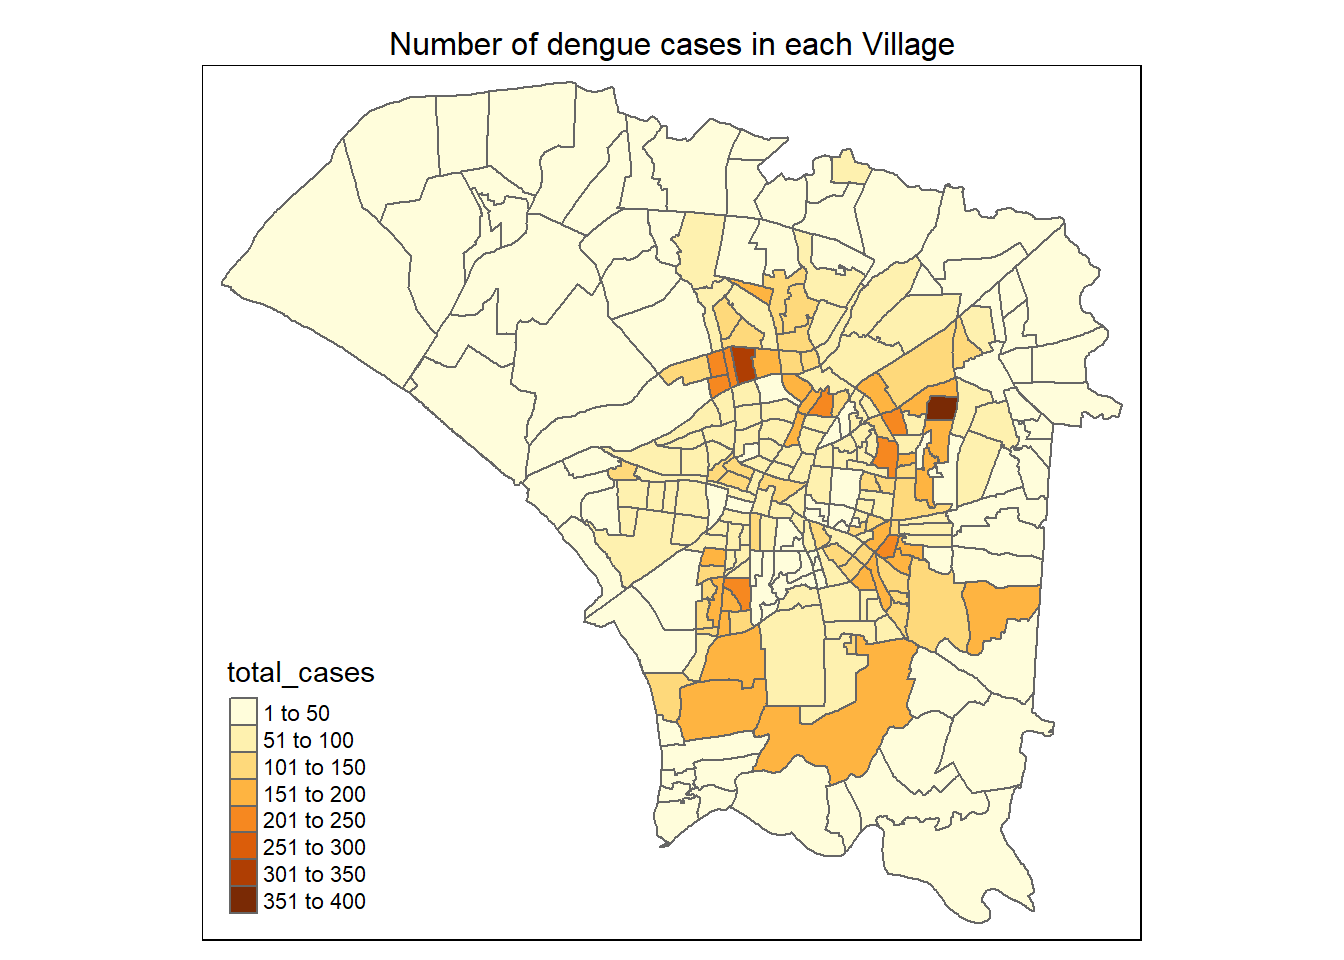 Number of dengue cases in each Village
total_cases
1 to 50
51 to 100
101 to 150
151 to 200
201 to 250
251 to 300
301 to 350
351 to 400